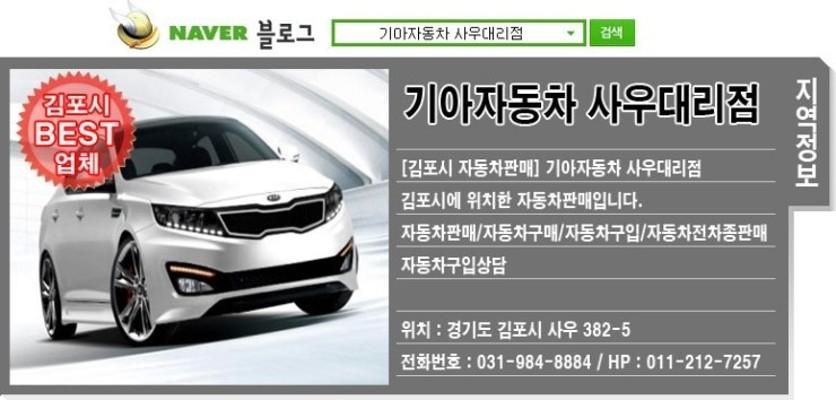 NAVER 블로그
기아자동차 사우대리점
검색
김포시
BEST
업체
기아자동차 사우대리점
[김포시 자동차판매] 기아자동차 사우대리점
김포시에 위치한 자동차판매입니다.
자동차판매/자동차구매/자동차구입/자동차전차종판매
자동차구입상담
위치 : 경기도 김포시 사우 382-5
전화번호 : 031-984-8884 / HP : 011-212-7257
지역정보
KIA